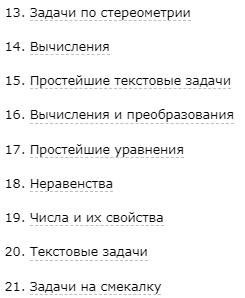 13. Задачи по стереометрии
14. Вычисления
15. Простейшие текстовые задачи
16. Вычисления и преобразования
17. Простейшие уравнения
18. Неравенства
19. Числа и их свойства
20. Текстовые задачи
21. Задачи на смекалку